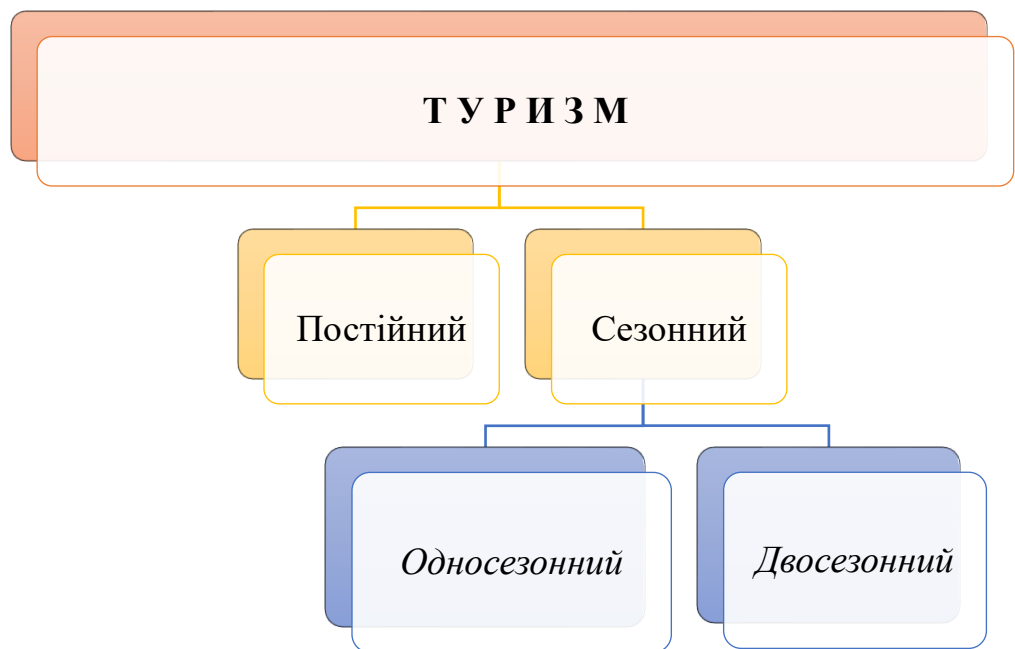 Т У Р И З М
Постійний
Сезонний
Односезонний
Двосезонний